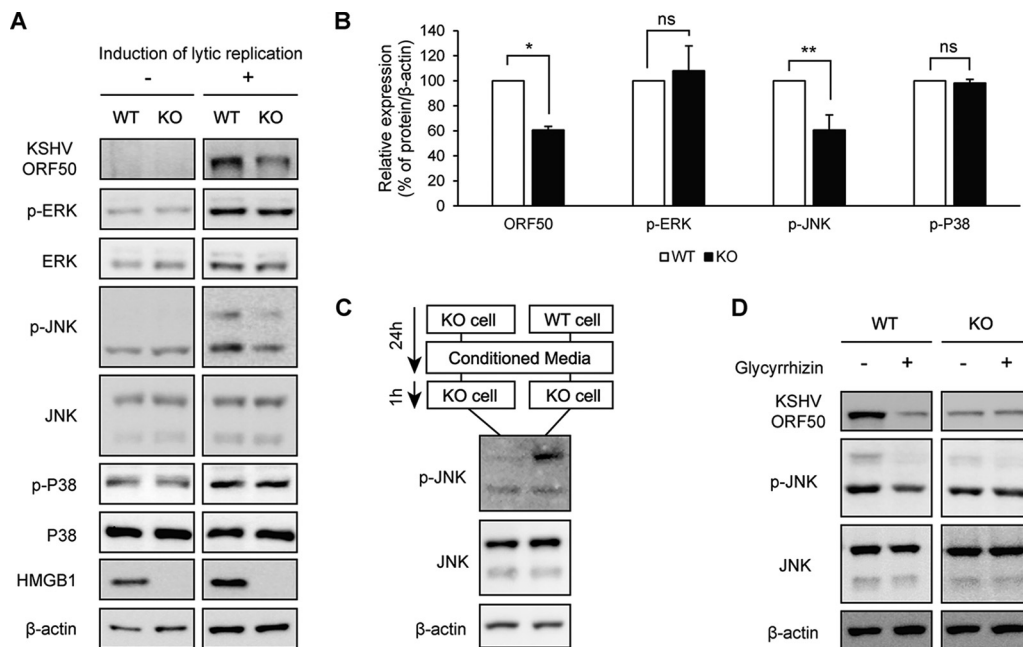 A
Induction of lytic replication
- +
WT KO WT KO
KSHV
ORF50
p-ERK
ERK
p-JNK
JNK
p-P38
P38
HMGB1
β-actin
B
Relative expression
(% of protein/β-actin)
140
120
100
80
60
40
20
0
* ns ** ns
ORF50 p-ERK p-JNK p-P38
WT KO
C
24h
KO cell WT cell
Conditioned Media
1h
KO cell KO cell
p-JNK
JNK
β-actin
D
WT KO
Glycyrrhizin - + - +
KSHV
ORF50
p-JNK
JNK
β-actin